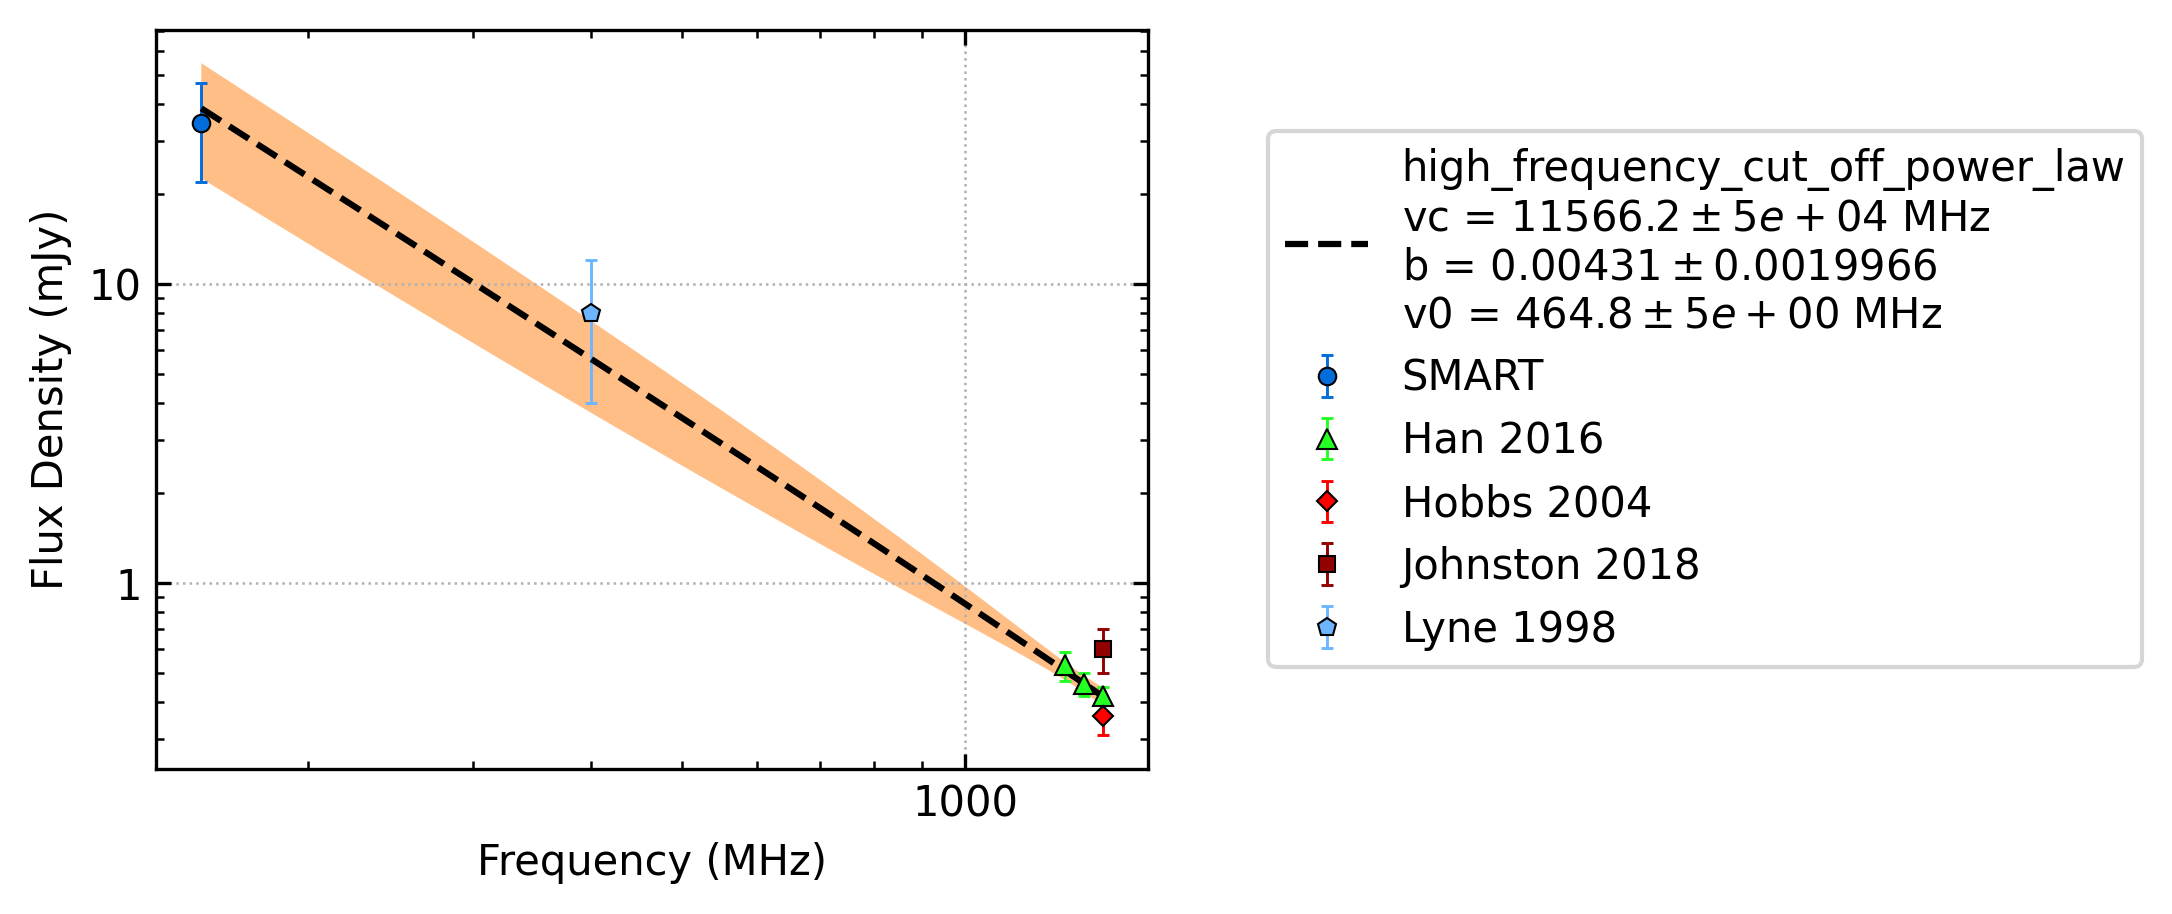 Flux Density (mJy)
10
1
1000
Frequency (MHz)
high_frequency_cut_off_power_law
vc = 11566.2 ± 5e + 04 MHz
b = 0.00431 ± 0.0019966
v0 = 464.8 ± 5e + 00 MHz
SMART
Han 2016
Hobbs 2004
Johnston 2018
Lyne 1998